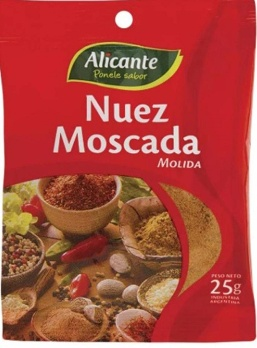 Alicante
Ponele sabor
Nuez
Moscada
MOLIDA
PESO NETO
25g
INDUSTRIA
ARGENTINA